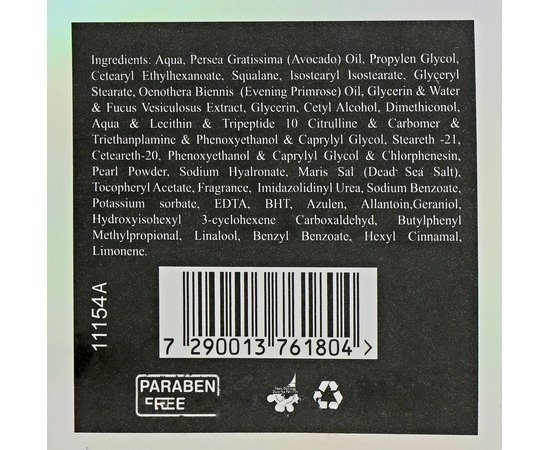 Ingredients: Aqua, Persea Gratissima (Avocado) Oil, Propylen Glycol,
Cetearyl Ethylhexanoate, Squalane, Isostearyl Isostearate, Glyceryl
Stearate, Oenothera Biennis (Evening Primrose) Oil, Glycerin & Water
& Fucus Vesiculosus Extract, Glycerin, Cetyl Alcohol, Dimethiconol,
Aqua & Lecithin & Tripeptide 10 Citrulline & Carbomer &
Triethanplamine & Phenoxyethanol & Caprylyl Glycol, Steareth -21,
Ceteareth-20, Phenoxyethanol & Caprylyl Glycol & Chlorphenesin,
Pearl Powder, Sodium Hyalronate, Maris Sal (Dead Sea Salt),
Tocopheryl Acetate, Fragrance, Imidazolidinyl Urea, Sodium Benzoate,
Potassium sorbate, EDTA, BHT, Azulen, Allantoin,Geraniol,
Hydroxyisohexyl 3-cyclohexene Carboxaldehyd, Butylphenyl
Methylpropional, Linalool, Benzyl Benzoate, Hexyl Cinnamal,
Limonene.
11154A
7 290013 761804 >
PARABEN
FREE